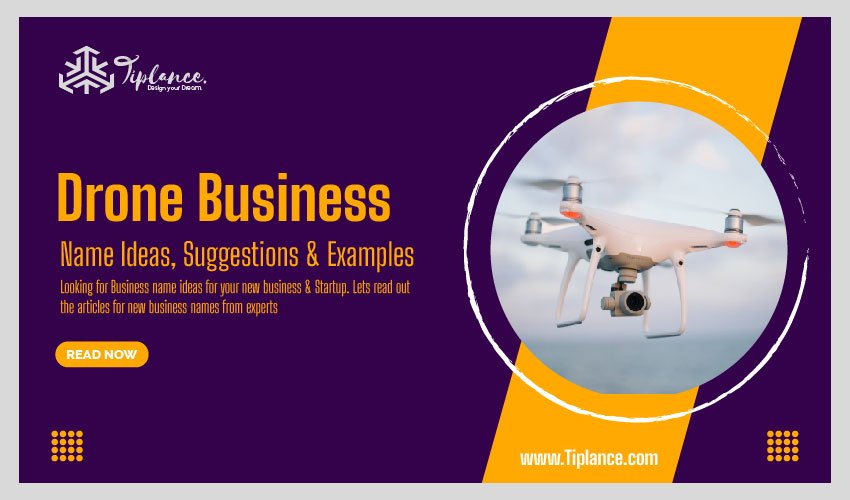 Tiplance.
Design your Dream.
Drone Business
Name Ideas, Suggestions & Examples
Looking for Business name ideas for your new business & Startup. Lets read out
the articles for new business names from experts
READ NOW
www.Tiplance.com